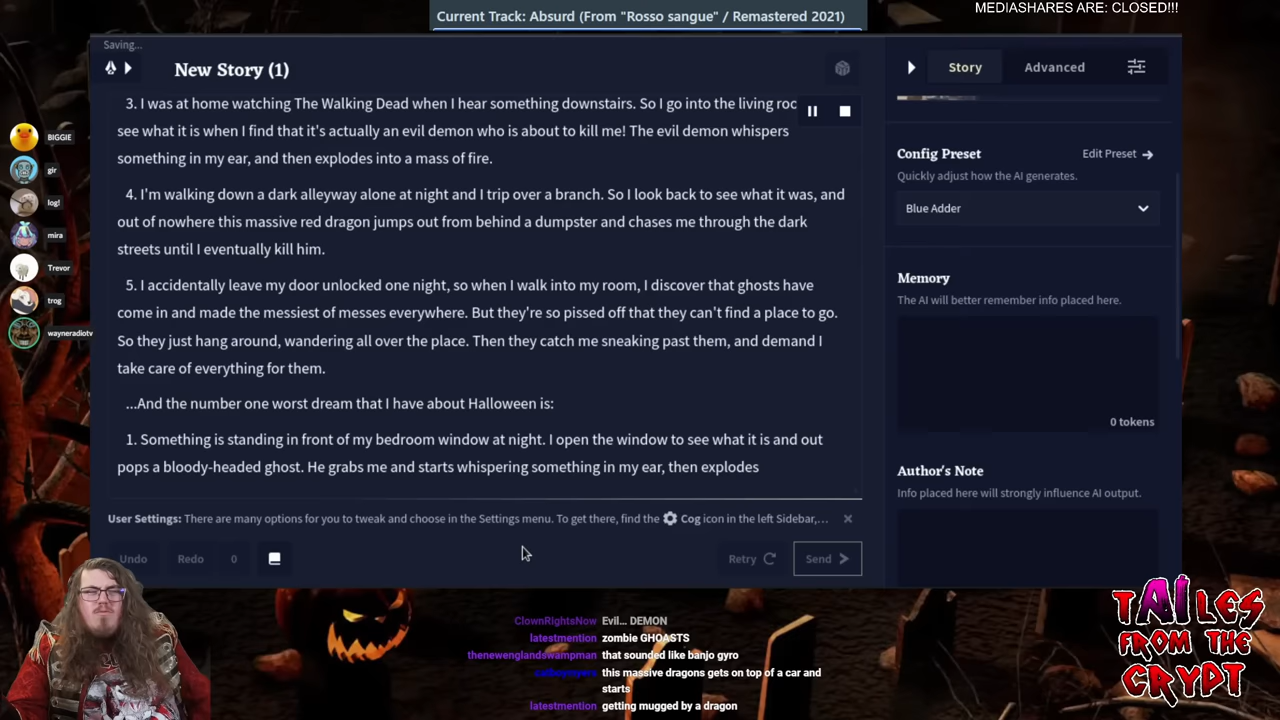 Current Track: Absurd (From "Rosso sangue" / Remastered 2021)
MEDIASHARES ARE: CLOSED!!!
Saving...
New Story (1)
Story
Advanced
3. I was at home watching The Walking Dead when I hear something downstairs. So I go into the living
see what it is when I find that it's actually an evil demon who is about to kill me! The evil demon whispers
something in my ear, and then explodes into a mass of fire.
4. I'm walking down a dark alleyway alone at night and I trip over a branch. So I look back to see what it was, and
out of nowhere this massive red dragon jumps out from behind a dumpster and chases me through the dark
streets until I eventually kill him.
5. I accidentally leave my door unlocked one night, so when I walk into my room, I discover that ghosts have
come in and made the messiest of messes everywhere. But they're so pissed off that they can't find a place to go.
So they just hang around, wandering all over the place. Then they catch me sneaking past them, and demand I
take care of everything for them.
...And the number one worst dream that I have about Halloween is:
1. Something is standing in front of my bedroom window at night. I open the window to see what it is and out
pops a bloody-headed ghost. He grabs me and starts whispering something in my ear, then explodes
User Settings: There are many options for you to tweak and choose in the Settings menu. To get there, find the Cog icon in the left Sidebar,...
Undo
Redo
0
Retry
Send
Config Preset
Edit Preset
Quickly adjust how the AI generates.
Blue Adder
Memory
The AI will better remember info placed here.
0 tokens
Author's Note
Info placed here will strongly influence AI output.
BIGGIE
gir
log!
mira
Trevor
trog
wayneradiotv
ClownRightsNow Evil... DEMON
latestmention zombie GHOASTS
thenewenglandswampman that sounded like banjo gyro
this massive dragons gets on top of a car and
starts
latestmention getting mugged by a dragon
TAILES
FROM THE
CRYPT